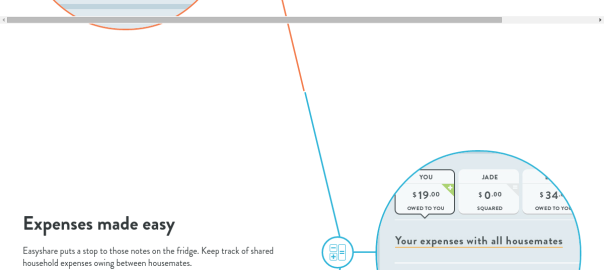 YOU
JADE
$ 19.00
$ 0.00
$ 34.
OWED TO YOU
SQUARED
OWED TO YOU
Your expenses with all housemates
Expenses made easy
Easyshare puts a stop to those notes on the fridge. Keep track of shared
household expenses owing between housemates.